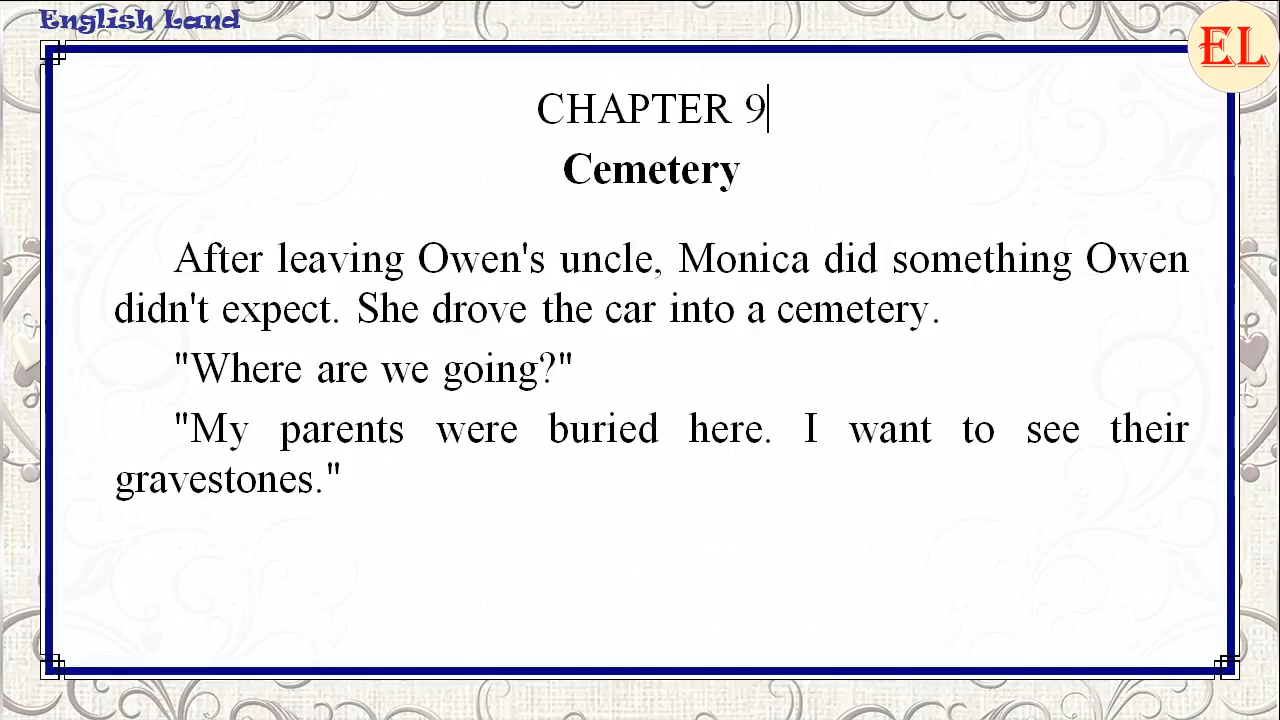 English Land
EL
CHAPTER 9
Cemetery
After leaving Owen's uncle, Monica did something Owen
didn't expect. She drove the car into a cemetery.
"Where are we going?"
"My parents were buried here. I want to see their
gravestones."